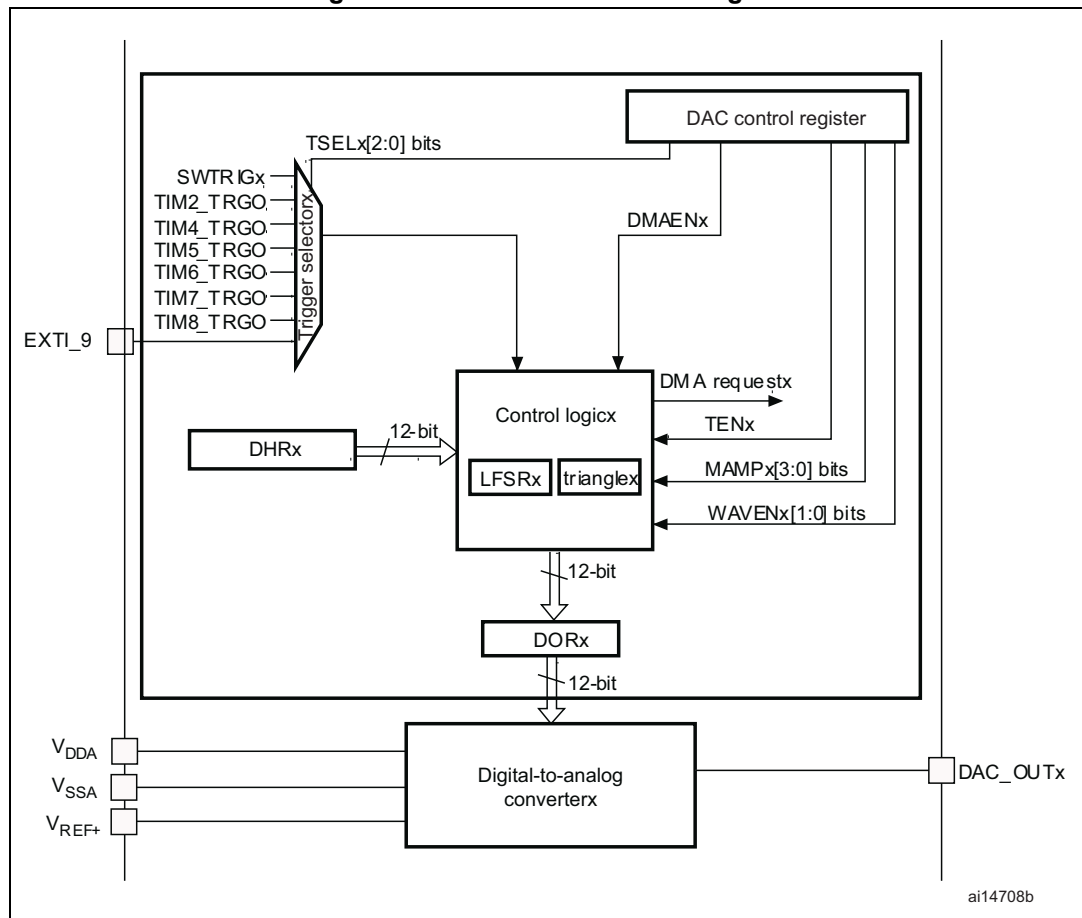 DAC control register
TSELx[2:0] bits
SWTRIGx
TIM2_TRGO
TIM4_TRGO
TIM5_TRGO
TIM6_TRGO
TIM7_TRGO
TIM8_TRGO
Trigger selectorx
DMAENx
EXTI_9
DMA requestx
Control logicx
TENx
12-bit
DHRx
LFSRx
trianglex
MAMPx[3:0] bits
WAVENx[1:0] bits
12-bit
DORx
12-bit
VDDA
VSSA
VREF+
Digital-to-analog
converterx
DAC_OUTx
ai14708b